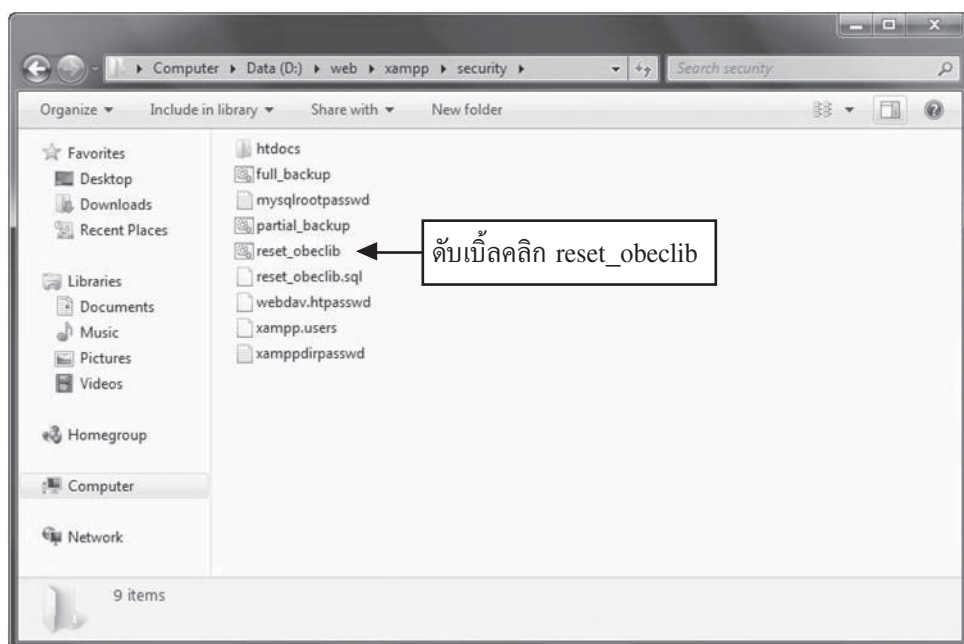 Computer ▸ Data (D:) ▸ web ▸ xampp ▸ security ▸
Search security
Organize
Include in library
Share with
New folder
Favorites
Desktop
Downloads
Recent Places
Libraries
Documents
Music
Pictures
Videos
Homegroup
Computer
Network
htdocs
full_backup
mysqlrootpasswd
partial_backup
reset_obeclib
reset_obeclib.sql
webdav.htpasswd
xampp.users
xamppdirpasswd
ดับเบิ้ลคลิก reset_obeclib
9 items